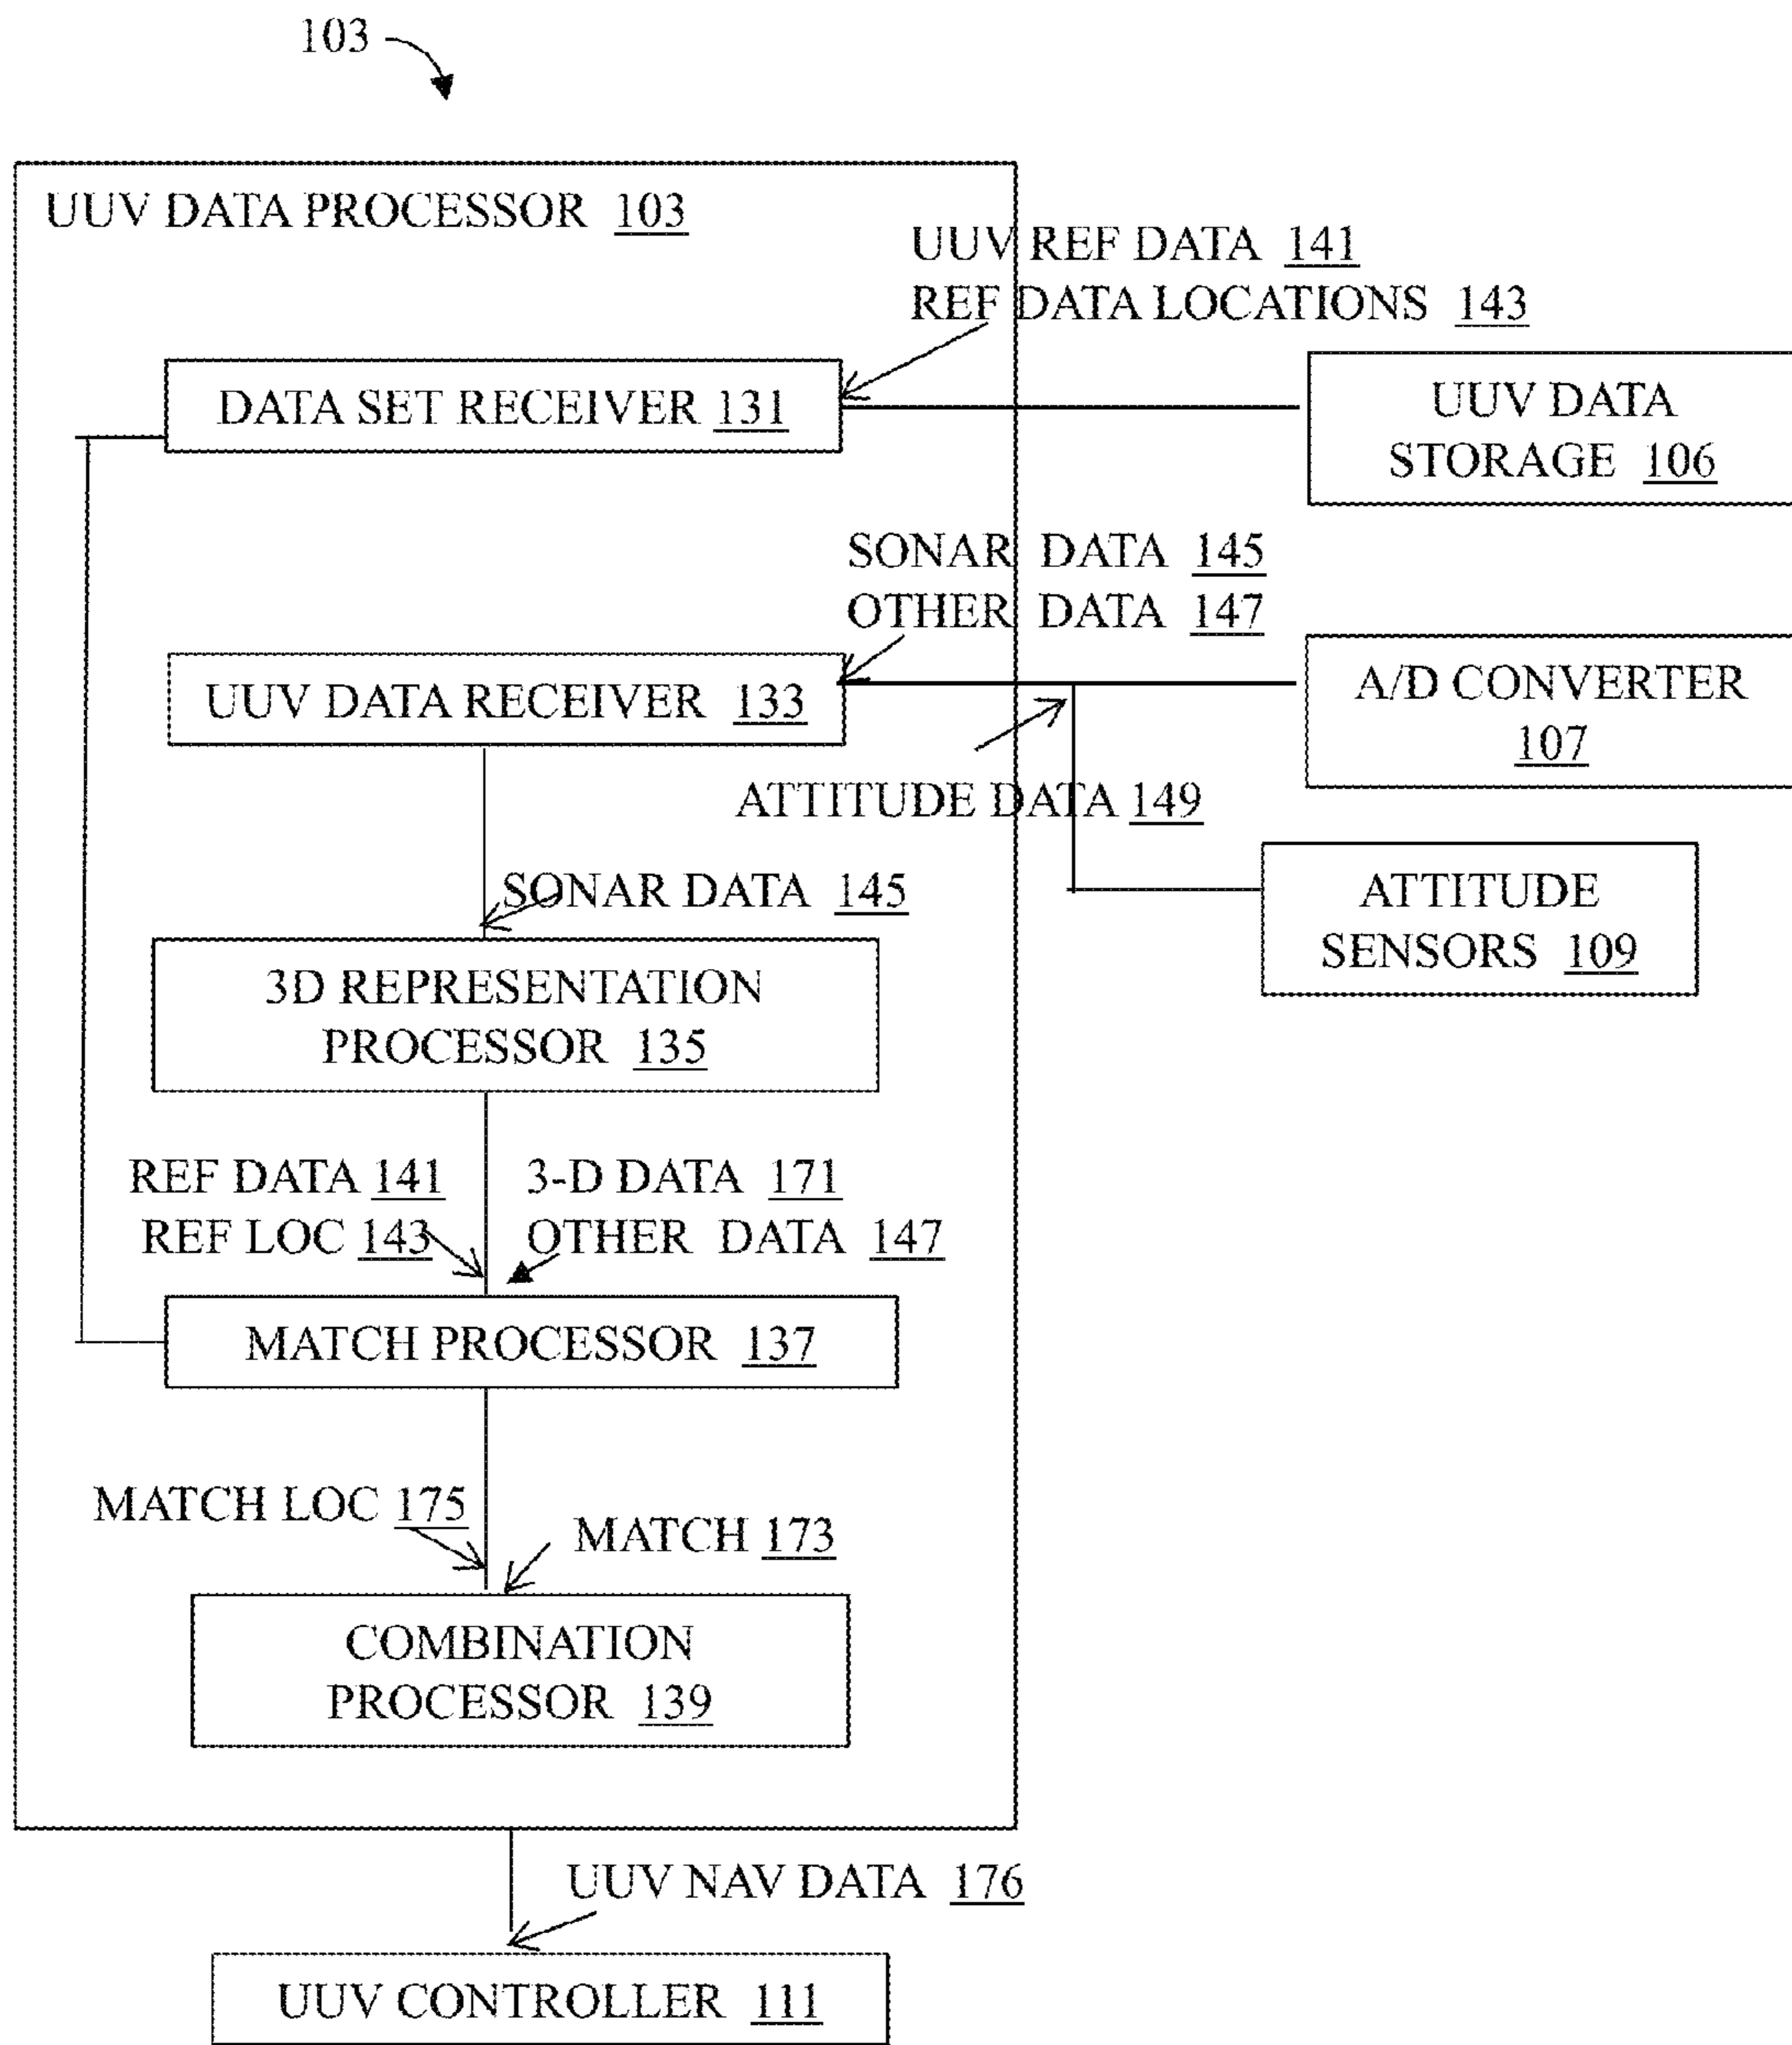 103
UUV DATA PROCESSOR 103
UUV REF DATA 141
REF DATA LOCATIONS 143
DATA SET RECEIVER 131
UUV DATA
STORAGE 106
SONAR DATA 145
OTHER DATA 147
UUV DATA RECEIVER 133
A/D CONVERTER
107
ATTITUDE DATA 149
SONAR DATA 145
ATTITUDE
SENSORS 109
3D REPRESENTATION
PROCESSOR 135
REF DATA 141
REF LOC 143
3-D DATA 171
OTHER DATA 147
MATCH PROCESSOR 137
MATCH LOC 175
MATCH 173
COMBINATION
PROCESSOR 139
UUV NAV DATA 176
UUV CONTROLLER 111